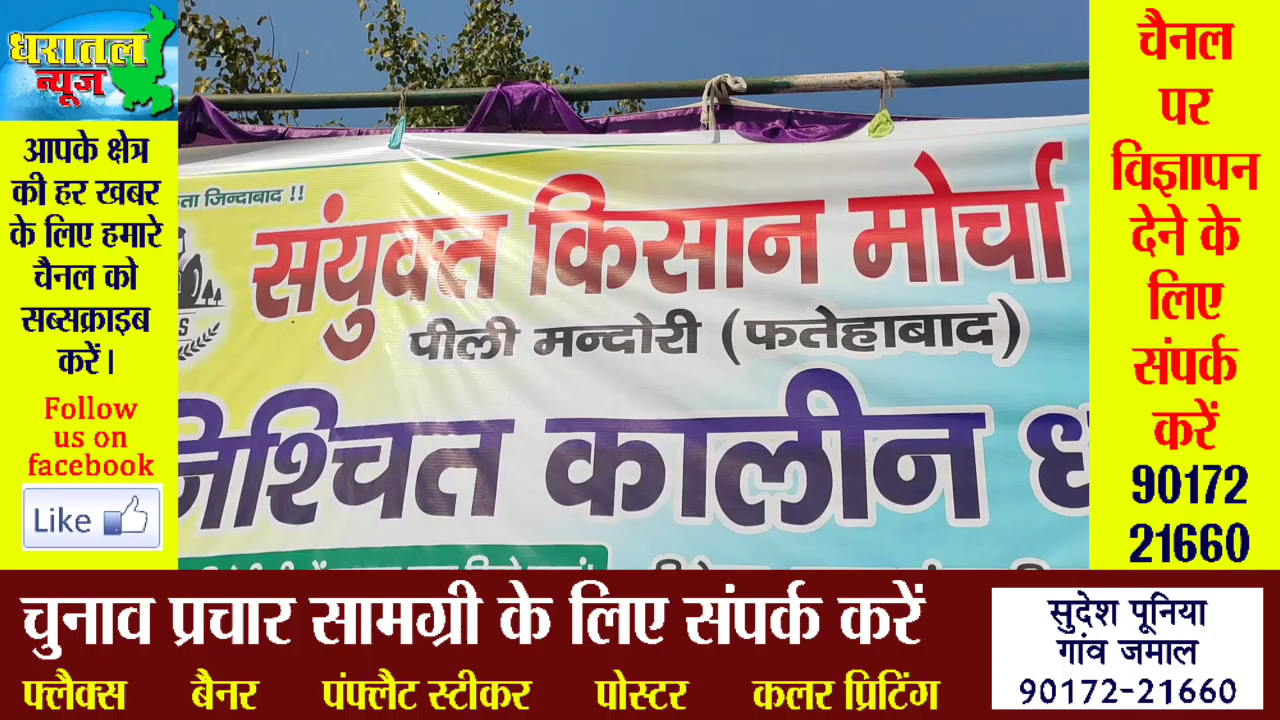 धरातल
न्यूज
आपके क्षेत्र
की हर खबर
के लिए हमारे
चैनल को
सब्सक्राइब
करें।
Follow
us on
facebook
Like
जिन्दाबाद !!
संयुक्त किसान मोर्चा
पीली मन्दोरी (फतेहाबाद)
निश्चित कालीन
चैनल
पर
विज्ञापन
देने के
लिए
संपर्क
करें
90172
21660
चुनाव प्रचार सामग्री के लिए संपर्क करें
फ्लैक्स बैनर पंफ्लैट स्टीकर पोस्टर कलर प्रिटिंग
सुदेश पूनिया
गांव जमाल
90172-21660